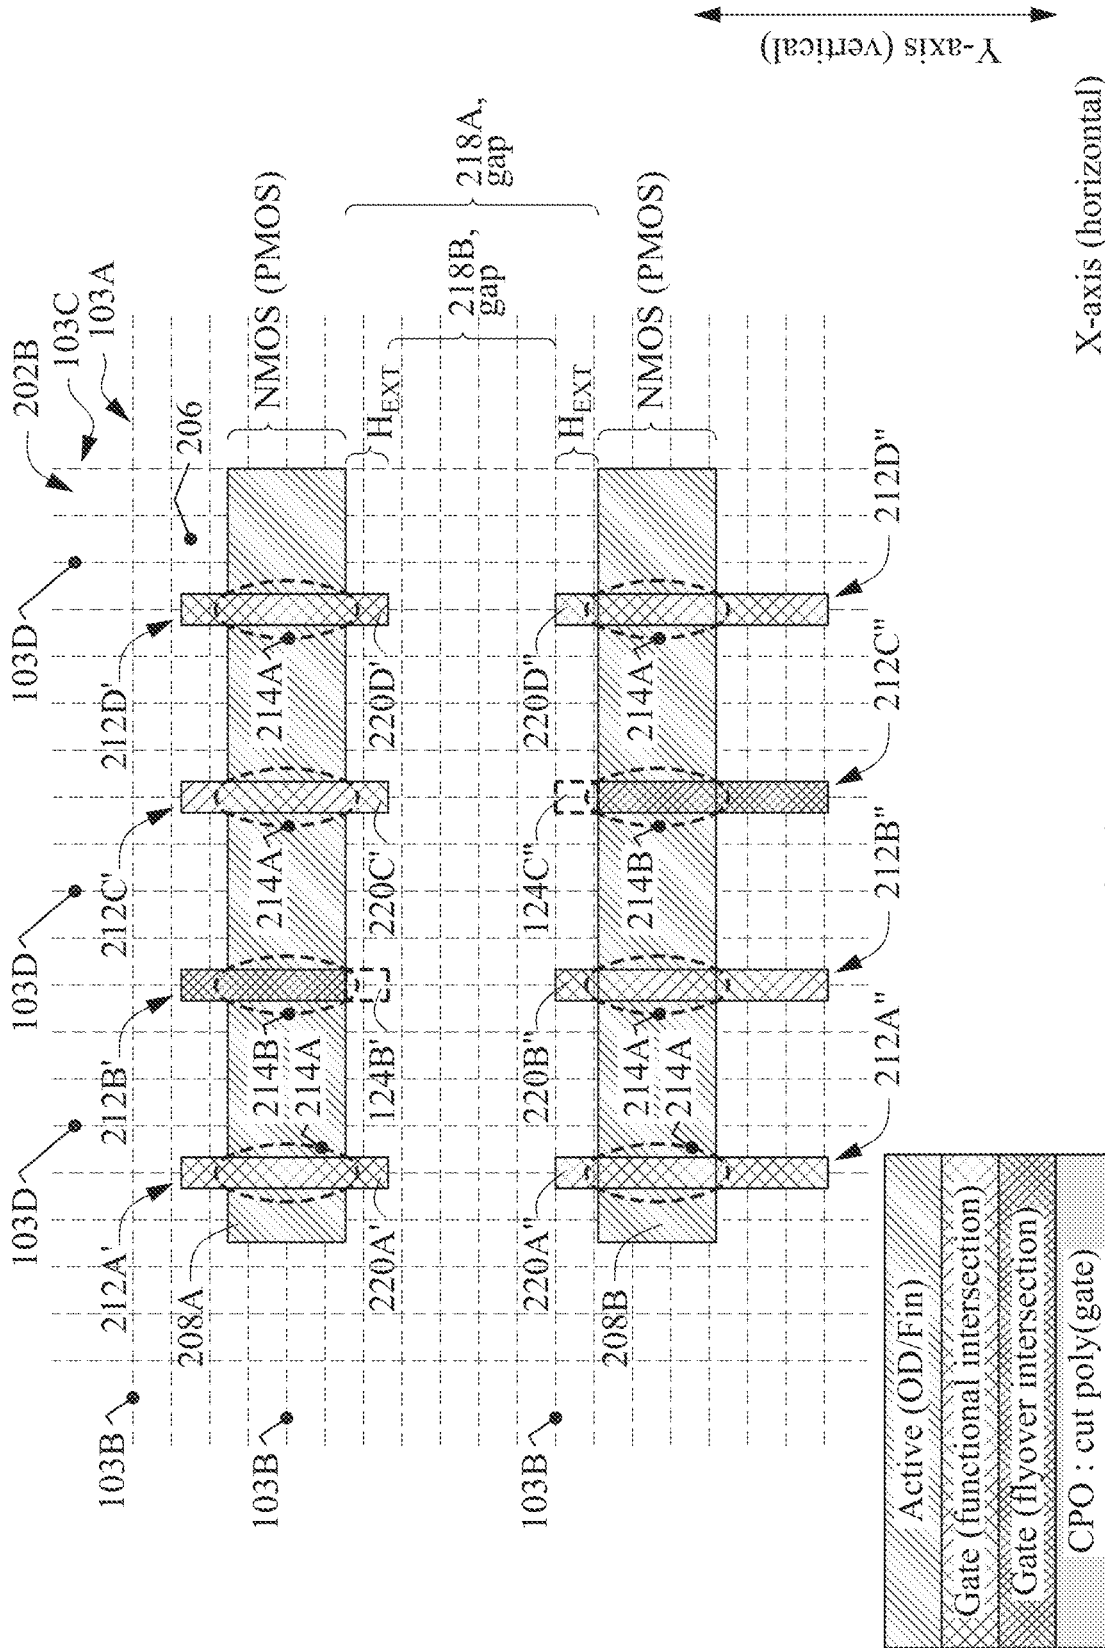 202B
103C
103A
103D
103D
103D
103B
103B
103B
206
212A'
212B'
212C'
212D'
208A
214A
214B
214A
214A
NMOS (PMOS)
220A'
124B'
220C'
220D'
H_EXT
218B,
gap
218A,
gap
220A"
220B"
124C"
220D"
H_EXT
208B
214A
214A
214B
214A
NMOS (PMOS)
212A"
212B"
212C"
212D"
Active (OD/Fin)
Gate (functional intersection)
Gate (flyover intersection)
CPO : cut poly(gate)
Y-axis (vertical)
X-axis (horizontal)